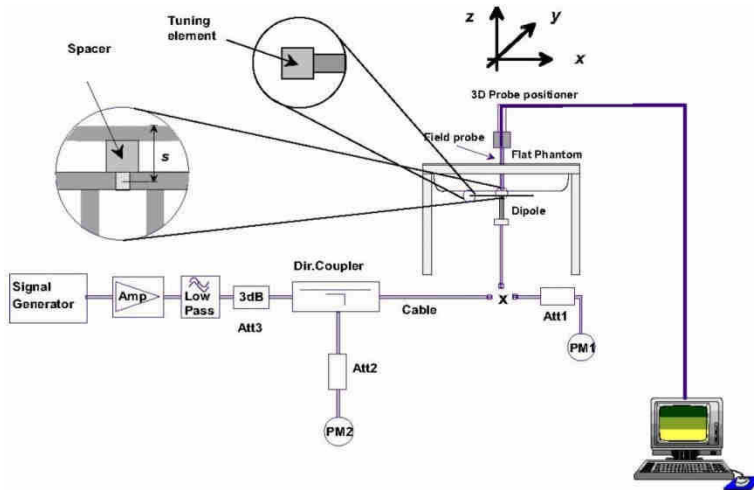 Tuning
element
Spacer
s
z
y
x
3D Probe positioner
Field probe
Flat Phantom
Dipole
Dir.Coupler
Signal
Generator
Amp
Low
Pass
3dB
Att3
Cable
x
Att1
PM1
Att2
PM2